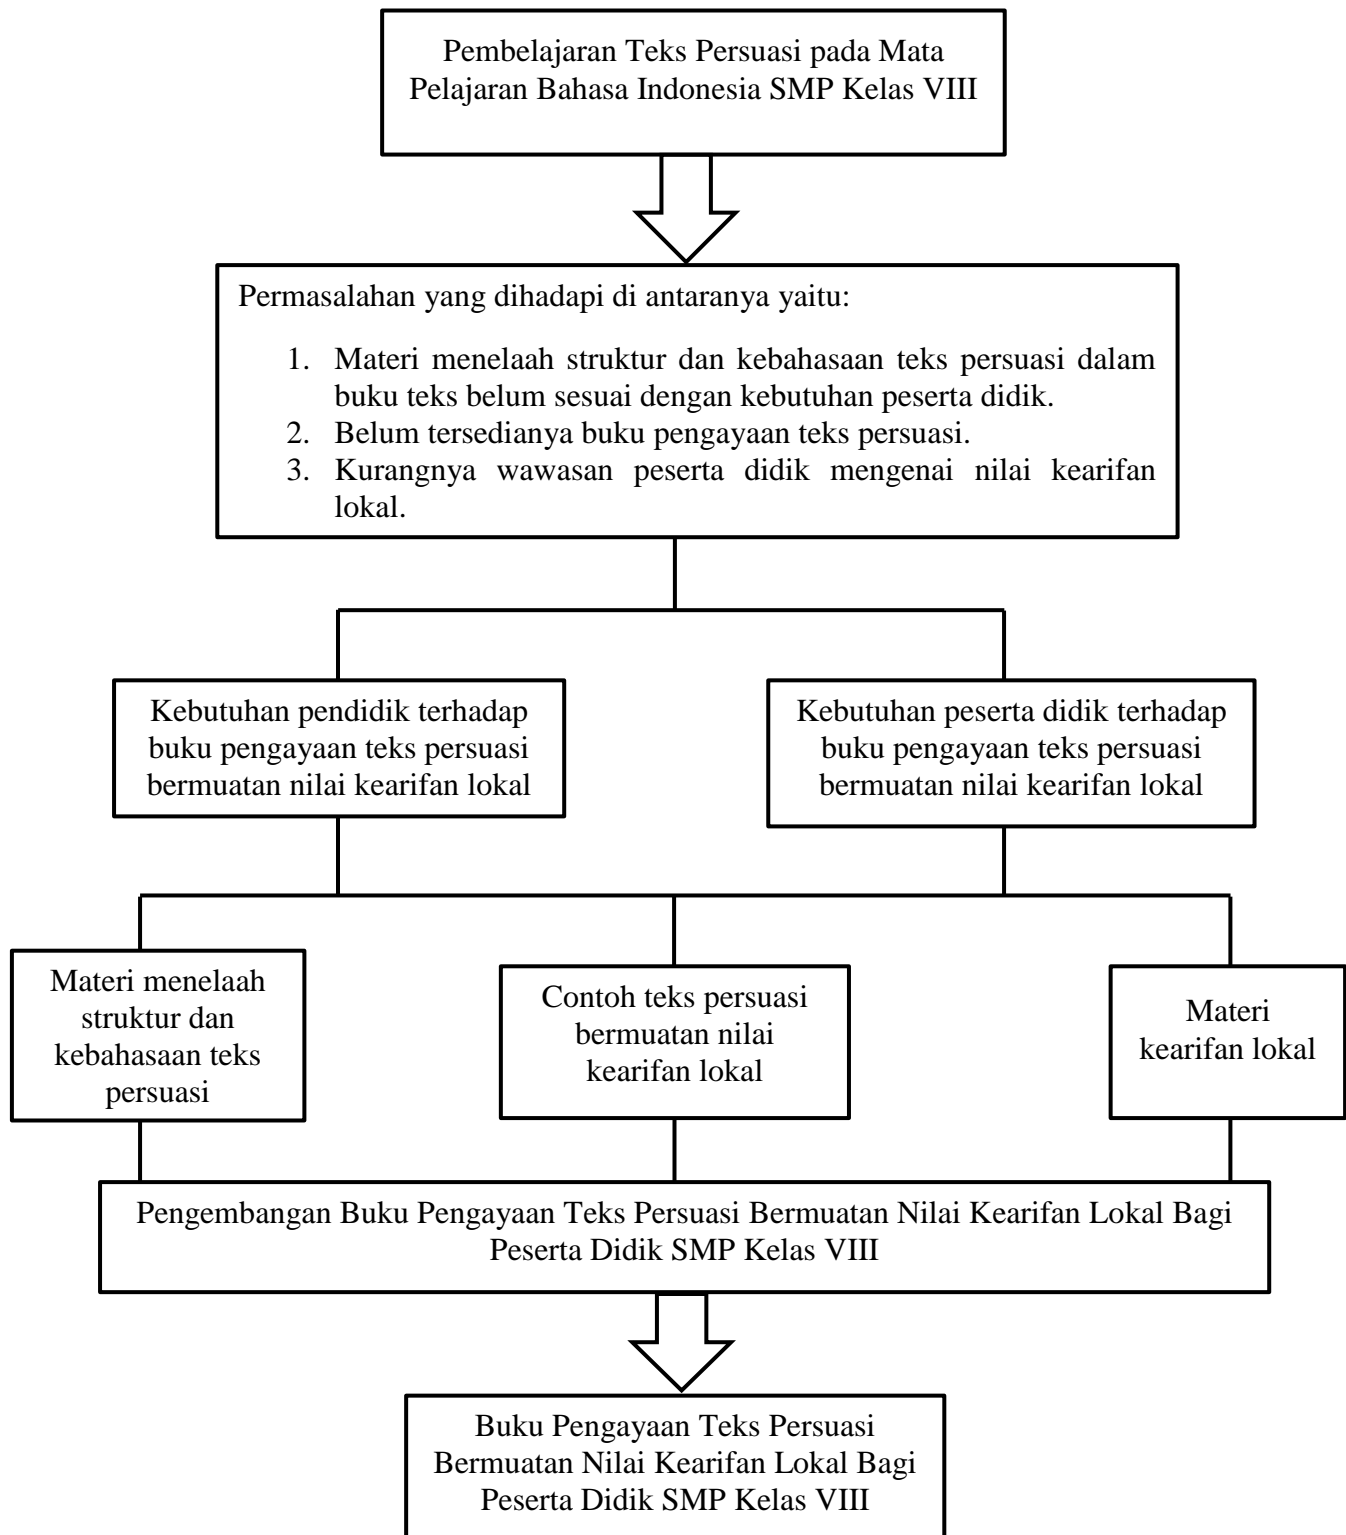 Pembelajaran Teks Persuasi pada Mata
Pelajaran Bahasa Indonesia SMP Kelas VIII
Permasalahan yang dihadapi di antaranya yaitu:
1. Materi menelaah struktur dan kebahasaan teks persuasi dalam
buku teks belum sesuai dengan kebutuhan peserta didik.
2. Belum tersedianya buku pengayaan teks persuasi.
3. Kurangnya wawasan peserta didik mengenai nilai kearifan
lokal.
Kebutuhan pendidik terhadap
buku pengayaan teks persuasi
bermuatan nilai kearifan lokal
Kebutuhan peserta didik terhadap
buku pengayaan teks persuasi
bermuatan nilai kearifan lokal
Materi menelaah
struktur dan
kebahasaan teks
persuasi
Contoh teks persuasi
bermuatan nilai
kearifan lokal
Materi
kearifan lokal
Pengembangan Buku Pengayaan Teks Persuasi Bermuatan Nilai Kearifan Lokal Bagi
Peserta Didik SMP Kelas VIII
Buku Pengayaan Teks Persuasi
Bermuatan Nilai Kearifan Lokal Bagi
Peserta Didik SMP Kelas VIII